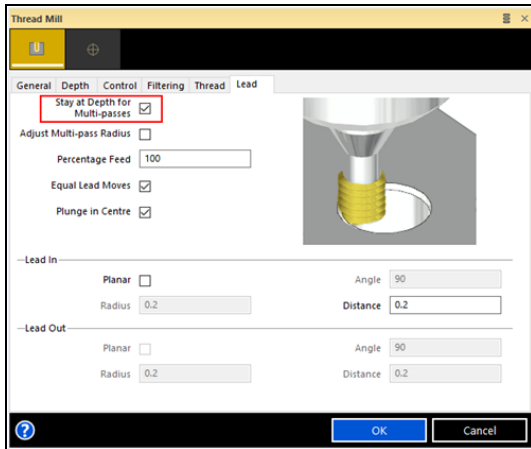 Thread Mill
General Depth Control Filtering Thread Lead
Stay at Depth for
Multi-passes
Adjust Multi-pass Radius
Percentage Feed 100
Equal Lead Moves
Plunge in Centre
Lead In
Planar Angle 90
Radius 0.2 Distance 0.2
Lead Out
Planar Angle 90
Radius 0.2 Distance 0.2
? OK Cancel